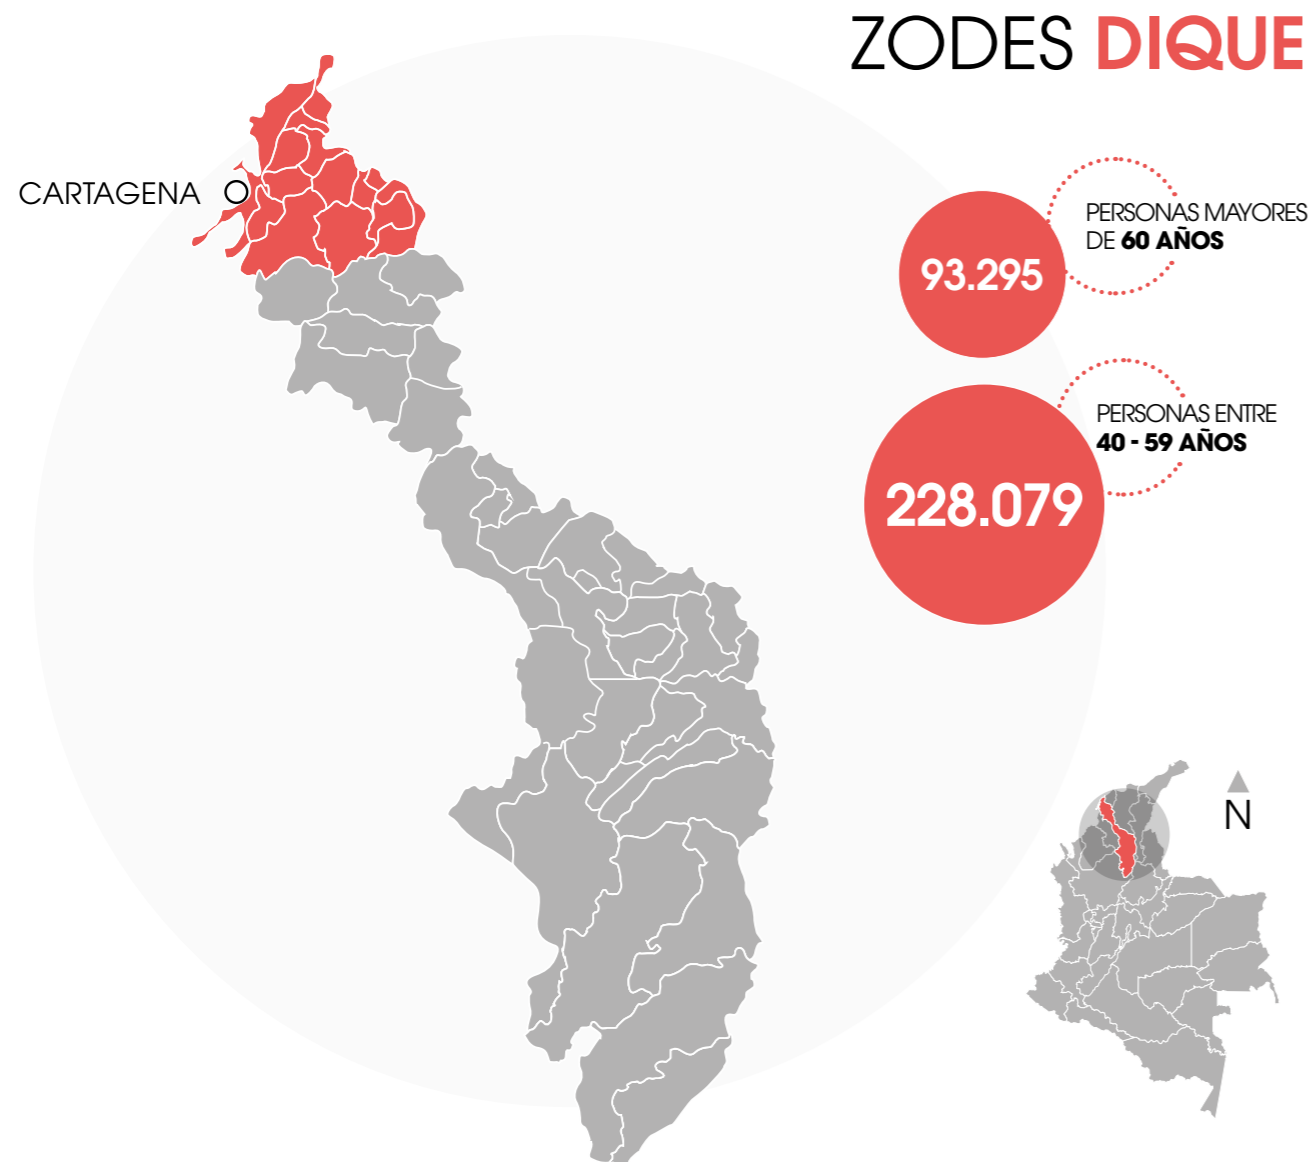 ZODES DIQUE
CARTAGENA
93.295
PERSONAS MAYORES
DE 60 AÑOS
228.079
PERSONAS ENTRE
40 - 59 AÑOS
N